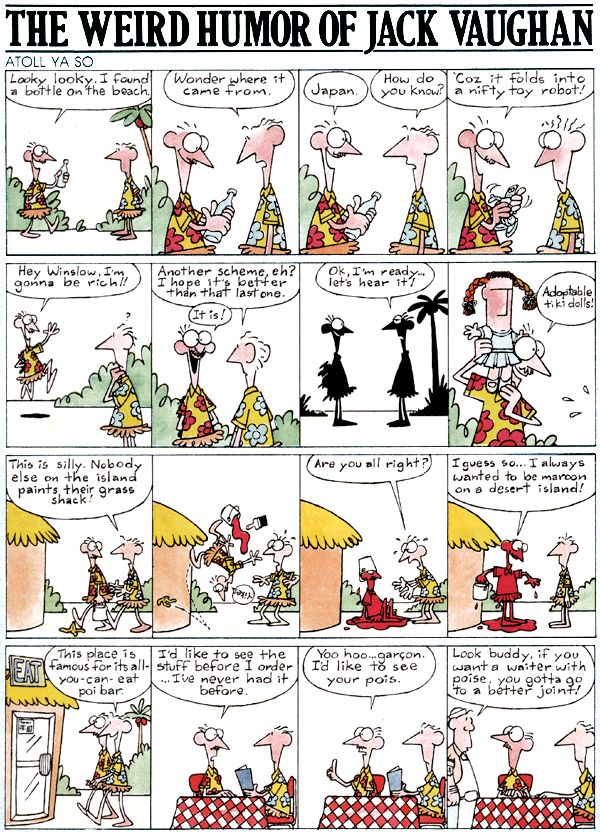 THE WEIRD HUMOR OF JACK VAUGHAN
ATOLL YA SO
Looky looky. I found
a bottle on the beach.
Wonder where it
came from.
Japan.
How do
you know?
'Coz it folds into
a nifty toy robot!
Hey Winslow, I'm
gonna be rich!!
?
Another scheme, eh?
I hope it's better
than that last one.
It is!
Ok, I'm ready...
let's hear it!
Adoptable
tiki dolls!
This is silly. Nobody
else on the island
paints their grass
shack!
Are you all right?
I guess so... I always
wanted to be maroon
on a desert island!
EAT
This place is
famous for its all-
you-can-eat
poi bar.
I'd like to see the
stuff before I order
...I've never had it
before.
Yoo hoo...garçon.
I'd like to see
your pois.
Look buddy, if you
want a waiter with
poise, you gotta go
to a better joint!